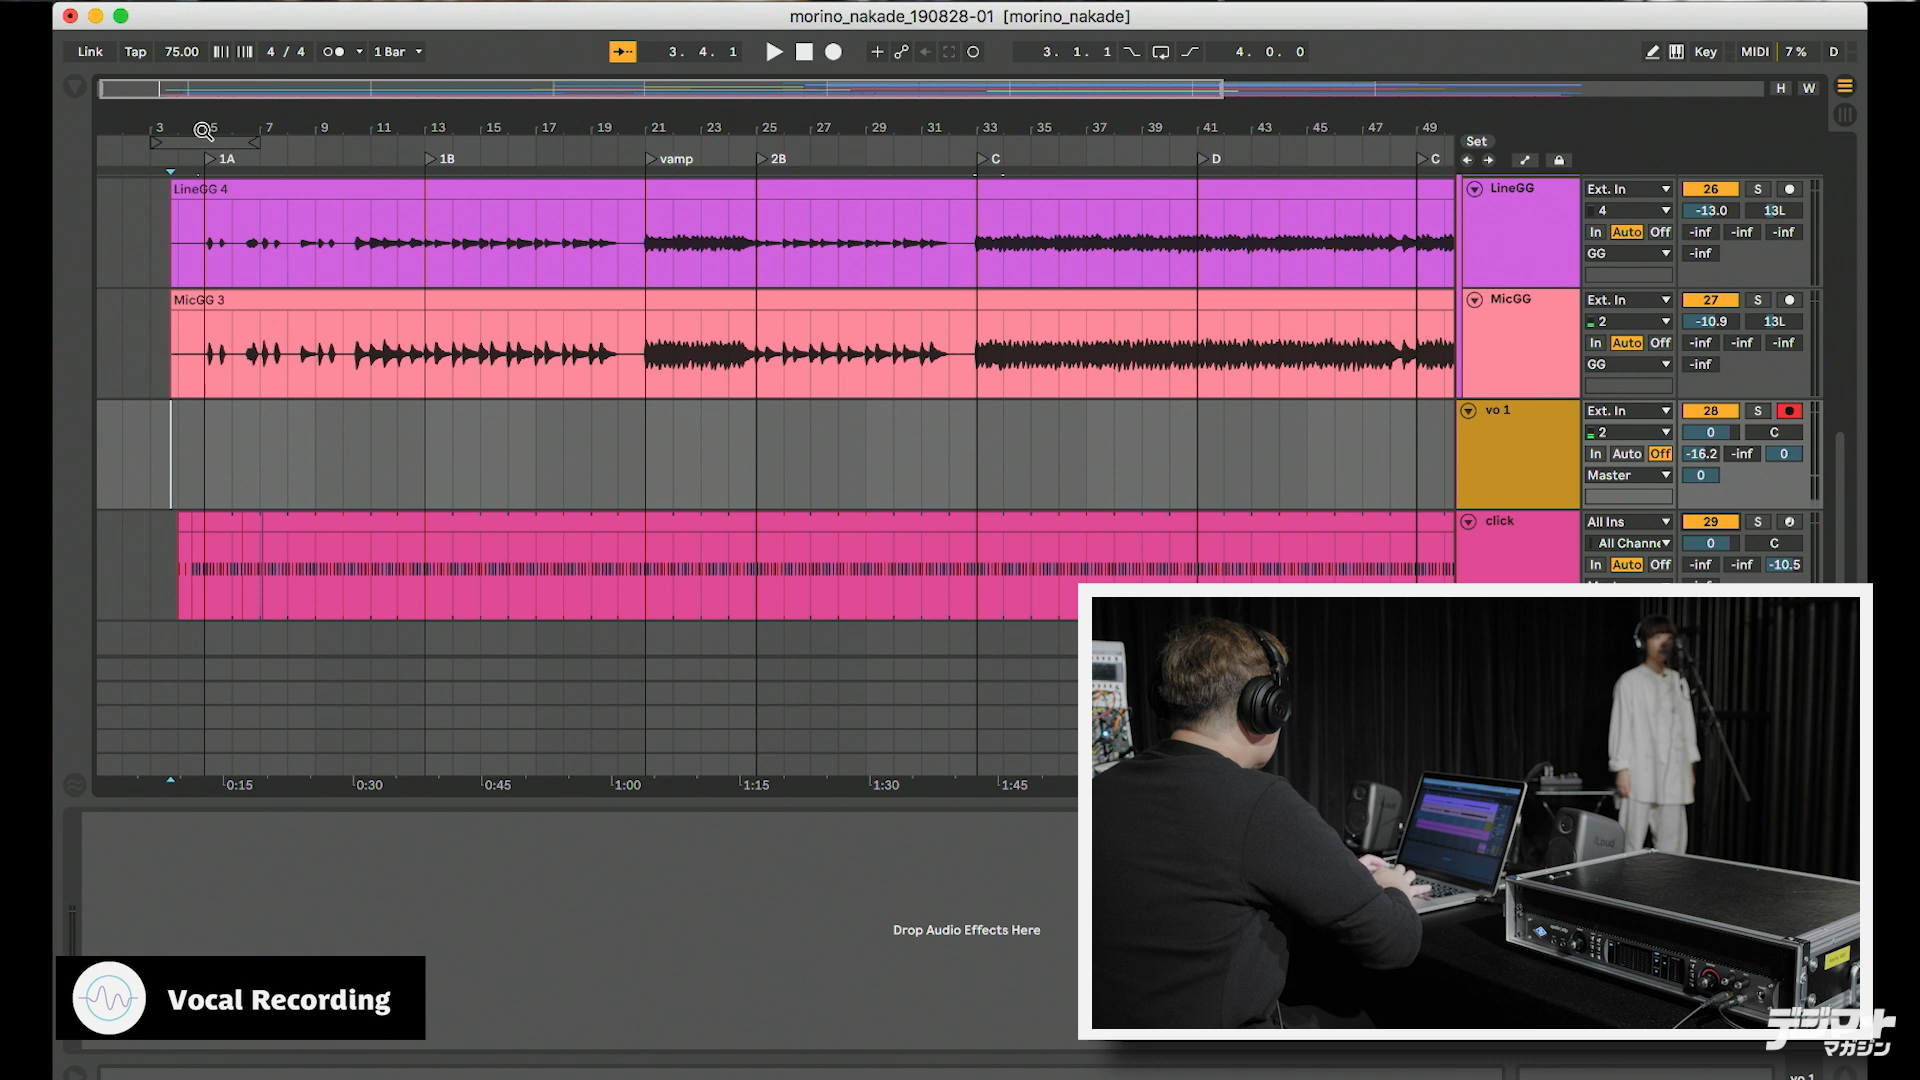 morino_nakade_190828-01 [morino_nakade]
Link Tap 75.00 4 / 4 1 Bar 3. 4. 1 3. 1. 1 4. 0. 0 Key MIDI 7 % D
H W
3 5 7 9 11 13 15 17 19 21 23 25 27 29 31 33 35 37 39 41 43 45 47 49
Set
1A 1B vamp 2B C D C
LineGG 4
LineGG Ext. In 26 S
4 -13.0 13L
In Auto Off -inf -inf -inf
GG -inf
MicGG 3
MicGG Ext. In 27 S
2 -10.9 13L
In Auto Off -inf -inf -inf
GG -inf
vo 1 Ext. In 28 S
2 0 C
In Auto Off -16.2 -inf 0
Master 0
click All Ins 29 S
All Channe 0 C
In Auto Off -inf -inf -10.5
0:15 0:30 0:45 1:00 1:15 1:30 1:45
Drop Audio Effects Here
iLoud
Vocal Recording
デジマート
マガジン
vo 1